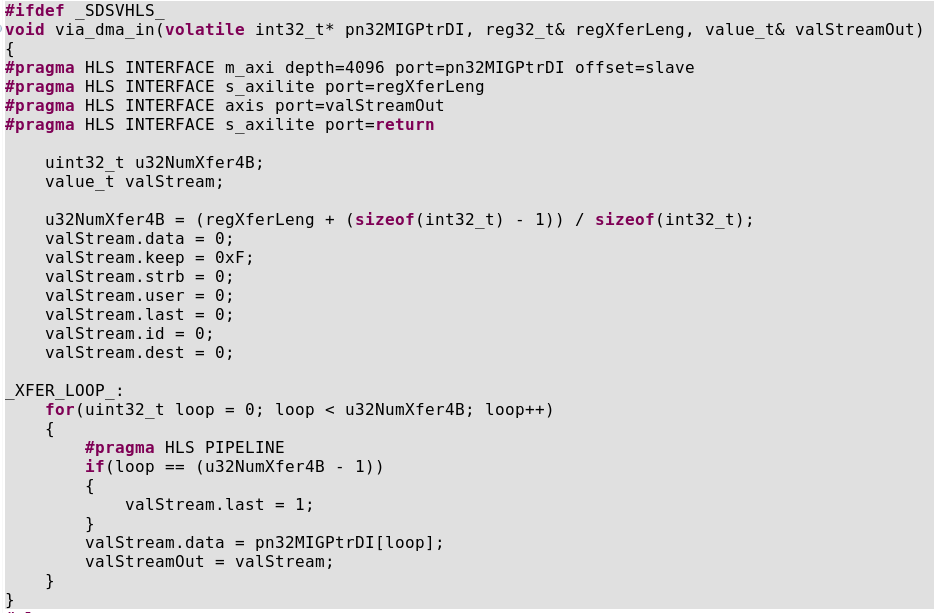 #ifdef _SDSVHLS_
void via_dma_in(volatile int32_t* pn32MIGPtrDI, reg32_t& regXferLeng, value_t& valStreamOut)
{
#pragma HLS INTERFACE m_axi depth=4096 port=pn32MIGPtrDI offset=slave
#pragma HLS INTERFACE s_axilite port=regXferLeng
#pragma HLS INTERFACE axis port=valStreamOut
#pragma HLS INTERFACE s_axilite port=return

    uint32_t u32NumXfer4B;
    value_t valStream;

    u32NumXfer4B = (regXferLeng + (sizeof(int32_t) - 1)) / sizeof(int32_t);
    valStream.data = 0;
    valStream.keep = 0xF;
    valStream.strb = 0;
    valStream.user = 0;
    valStream.last = 0;
    valStream.id = 0;
    valStream.dest = 0;

_XFER_LOOP_:
    for(uint32_t loop = 0; loop < u32NumXfer4B; loop++)
    {
        #pragma HLS PIPELINE
        if(loop == (u32NumXfer4B - 1))
        {
            valStream.last = 1;
        }
        valStream.data = pn32MIGPtrDI[loop];
        valStreamOut = valStream;
    }
}